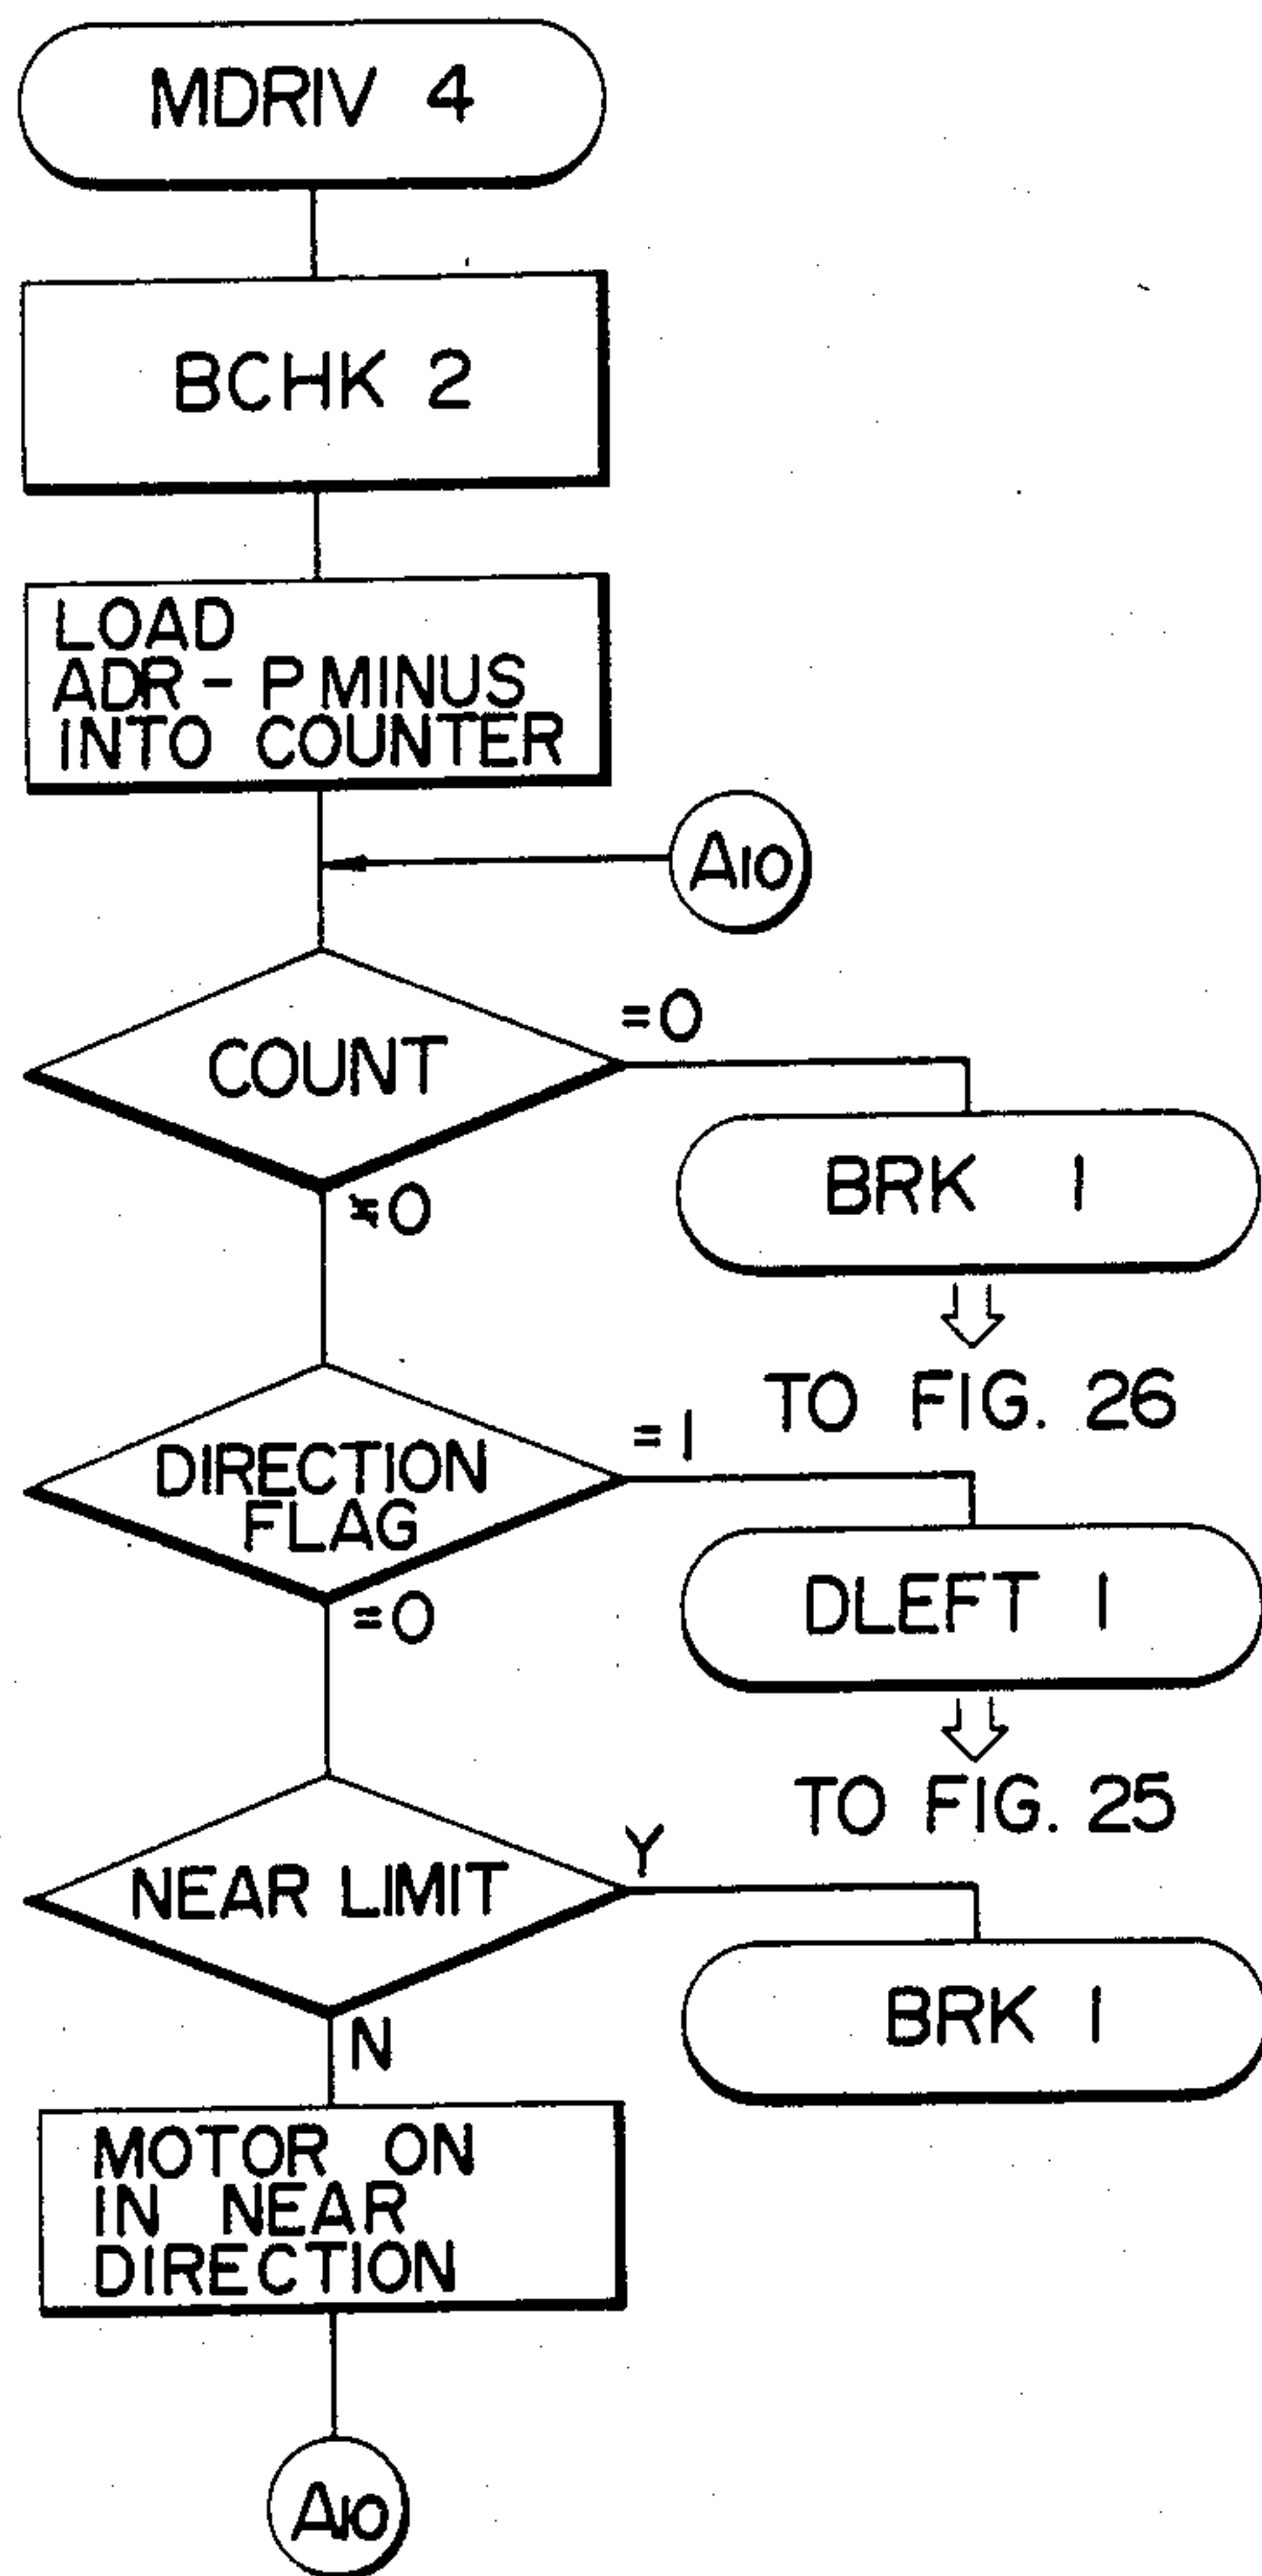 MDRIV 4
BCHK 2
LOAD
ADR - P MINUS
INTO COUNTER
A10
COUNT
=0
≠0
BRK 1
TO FIG. 26
DIRECTION
FLAG
=1
=0
DLEFT 1
TO FIG. 25
NEAR LIMIT
Y
N
BRK 1
MOTOR ON
IN NEAR
DIRECTION
A10